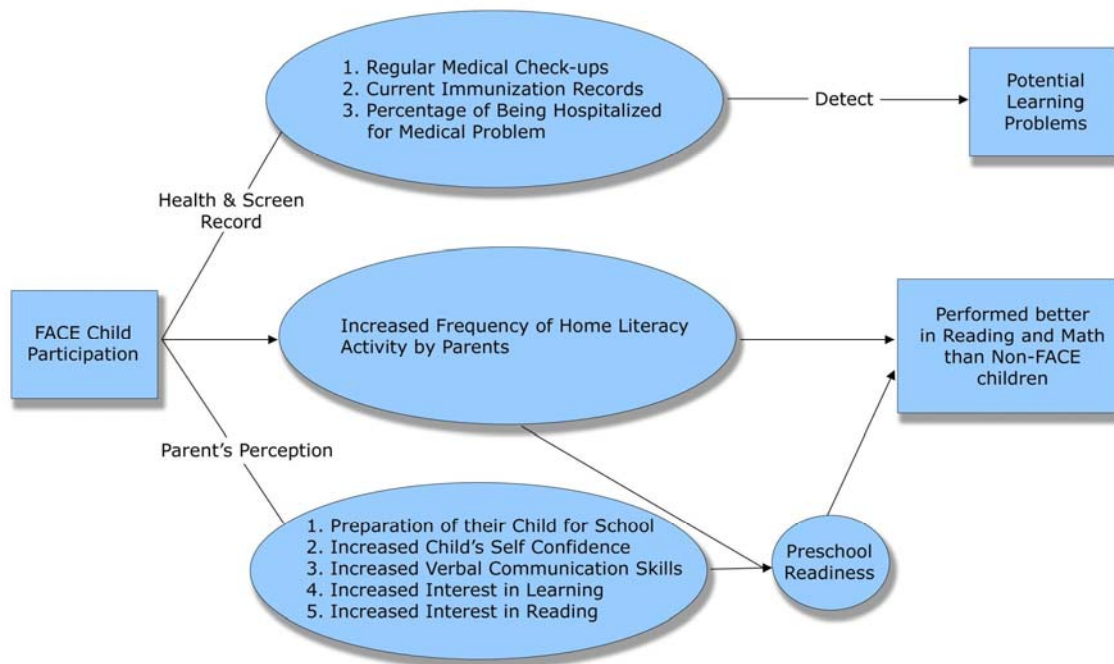 1. Regular Medical Check-ups
2. Current Immunization Records
3. Percentage of Being Hospitalized
for Medical Problem
Detect
Potential
Learning
Problems
Health & Screen
Record
FACE Child
Participation
Increased Frequency of Home Literacy
Activity by Parents
Performed better
in Reading and Math
than Non-FACE
children
Parent's Perception
1. Preparation of their Child for School
2. Increased Child's Self Confidence
3. Increased Verbal Communication Skills
4. Increased Interest in Learning
5. Increased Interest in Reading
Preschool
Readiness